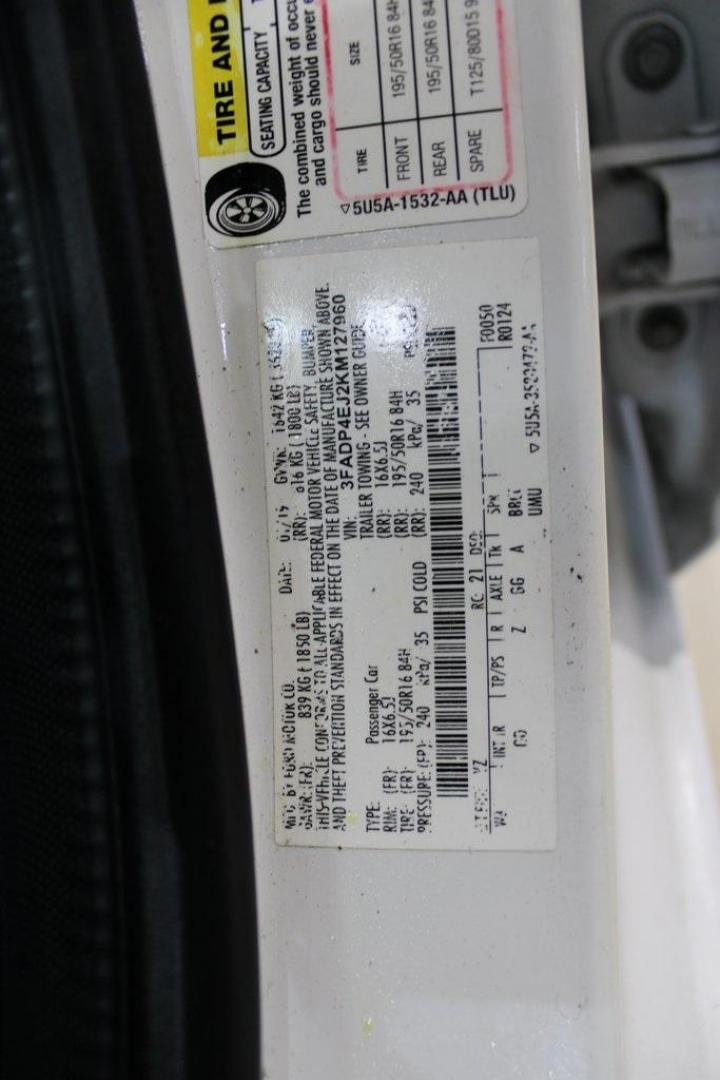 TIRE AND
SEATING CAPACITY
The combined weight of occu
and cargo should never
TIRE SIZE
FRONT 195/50R16 84H
REAR 195/50R16 84
SPARE T125/80D15 9
5U5A-1532-AA (TLU)
MFD. BY FORD MOTOR CO. DATE: GVWR: 1642 KG
GAWR: (FR): 839 KG (1850 LB) (RR): 816 KG (1800 LB)
THIS VEHICLE CONFORMS TO ALL APPLICABLE FEDERAL MOTOR VEHICLE SAFETY, BUMPER,
AND THEFT PREVENTION STANDARDS IN EFFECT ON THE DATE OF MANUFACTURE SHOWN ABOVE.
VIN: 3FADP4EJ2KM127960
TYPE: Passenger Car TRAILER TOWING - SEE OWNER GUIDE
RIM: (FR): 16X6.5J (RR): 16X6.5J
TIRE: (FR): 195/50R16 84H (RR): 195/50R16 84H
PRESSURE: (FR): 240 kPa/ 35 PSI COLD (RR): 240 kPa/ 35
YZ RC: 21 DSO: F0050
WB INT TR TP/PS R AXLE TR SPR R0124
GG Z GG A
UMU